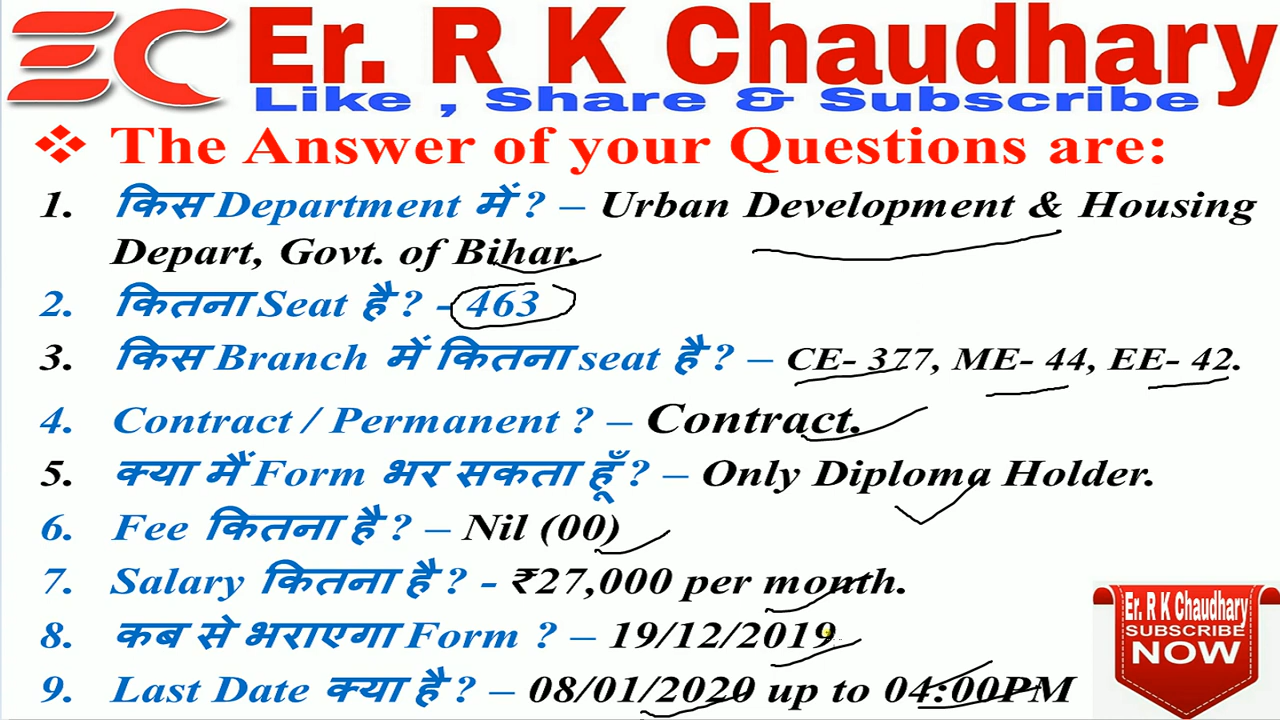 EC Er. R K Chaudhary
Like , Share & Subscribe
❖ The Answer of your Questions are:
1. किस Department में ? – Urban Development & Housing
Depart, Govt. of Bihar.
2. कितना Seat है ? - 463
3. किस Branch में कितना seat है ? – CE- 377, ME- 44, EE- 42.
4. Contract / Permanent ? – Contract.
5. क्या मैं Form भर सकता हूँ ? – Only Diploma Holder.
6. Fee कितना है ? – Nil (00)
7. Salary कितना है ? - ₹27,000 per month.
8. कब से भराएगा Form ? – 19/12/2019
9. Last Date क्या है ? – 08/01/2020 up to 04:00PM
Er. R K Chaudhary
SUBSCRIBE
NOW